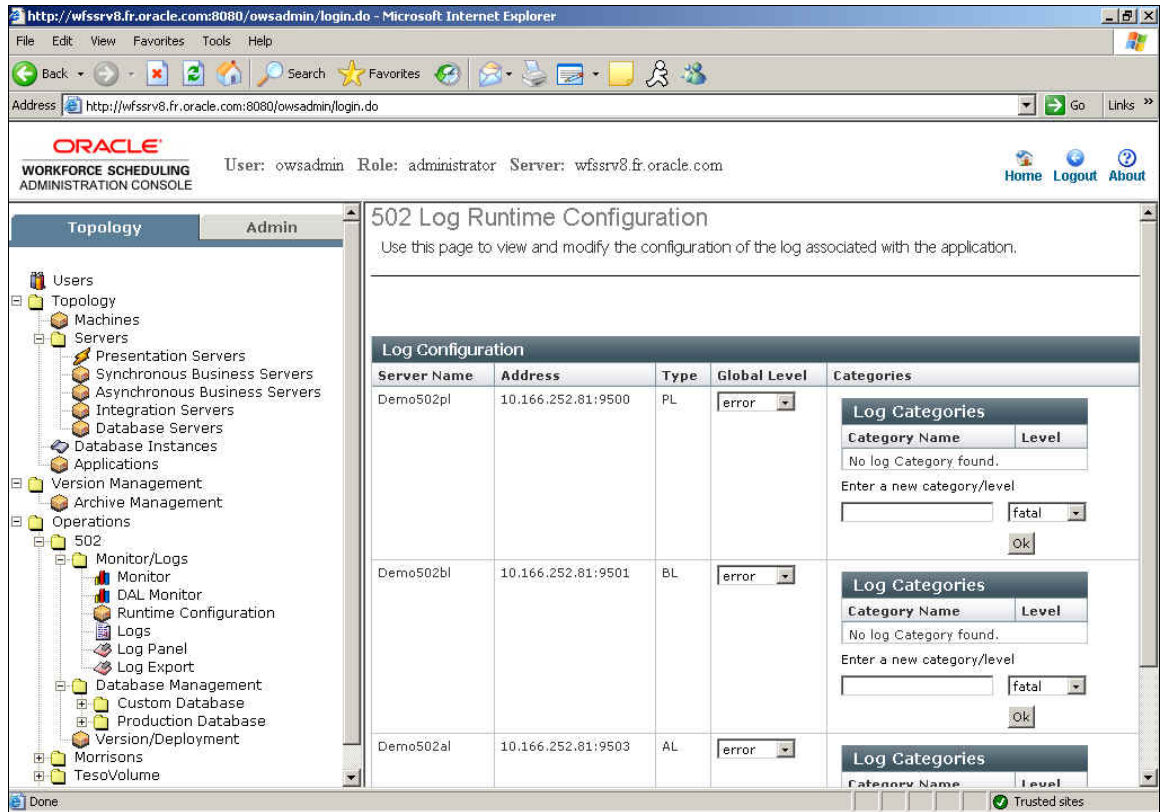 http://wfssrv8.fr.oracle.com:8080/owsadmin/login.do - Microsoft Internet Explorer
File Edit View Favorites Tools Help
Back Search Favorites
Address http://wfssrv8.fr.oracle.com:8080/owsadmin/login.do Go Links »
ORACLE
WORKFORCE SCHEDULING
ADMINISTRATION CONSOLE
User: owsadmin Role: administrator Server: wfssrv8.fr.oracle.com
Home Logout About
Topology Admin
Users
Topology
Machines
Servers
Presentation Servers
Synchronous Business Servers
Asynchronous Business Servers
Integration Servers
Database Servers
Database Instances
Applications
Version Management
Archive Management
Operations
502
Monitor/Logs
Monitor
DAL Monitor
Runtime Configuration
Logs
Log Panel
Log Export
Database Management
Custom Database
Production Database
Version/Deployment
Morrisons
TesoVolume
502 Log Runtime Configuration
Use this page to view and modify the configuration of the log associated with the application.
Log Configuration
Server Name Address Type Global Level Categories
Demo502pl 10.166.252.81:9500 PL error
Log Categories
Category Name Level
No log Category found.
Enter a new category/level
fatal
Ok
Demo502bl 10.166.252.81:9501 BL error
Log Categories
Category Name Level
No log Category found.
Enter a new category/level
fatal
Ok
Demo502al 10.166.252.81:9503 AL error
Log Categories
Category Name Level
Done Trusted sites